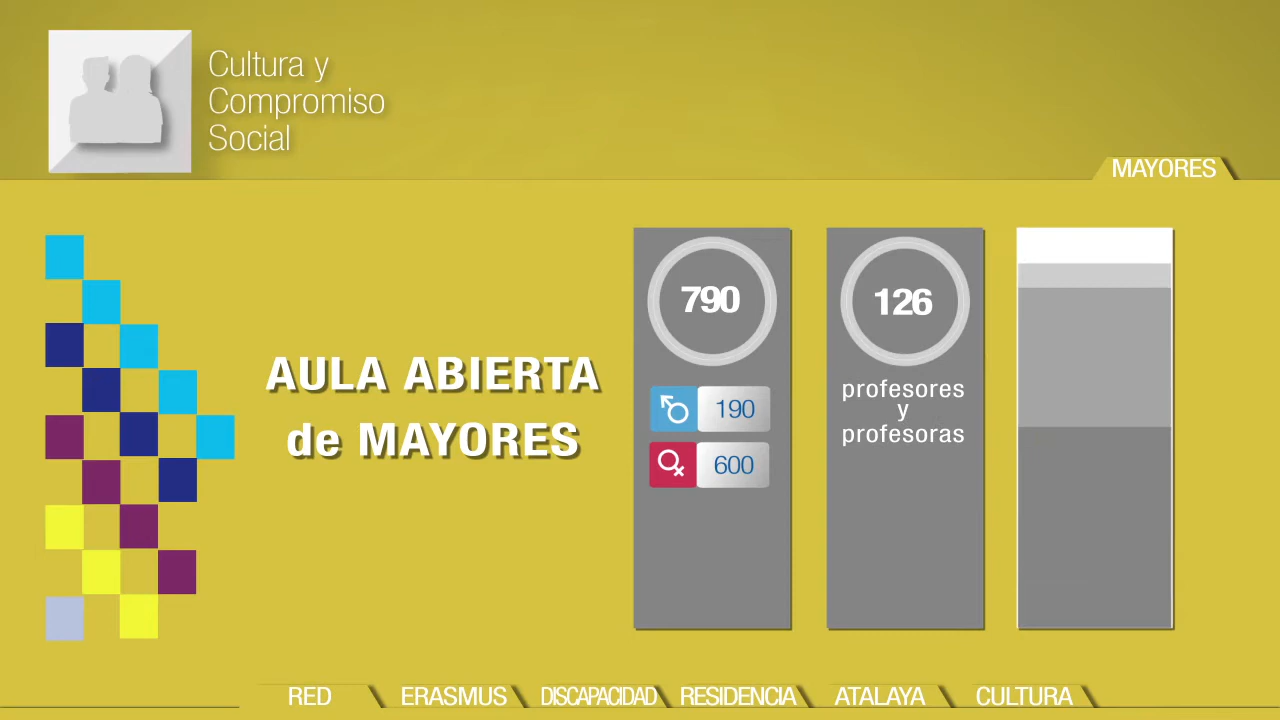 Cultura y
Compromiso
Social
MAYORES
AULA ABIERTA
de MAYORES
790
190
600
126
profesores
y
profesoras
RED
ERASMUS
DISCAPACIDAD
RESIDENCIA
ATALAYA
CULTURA